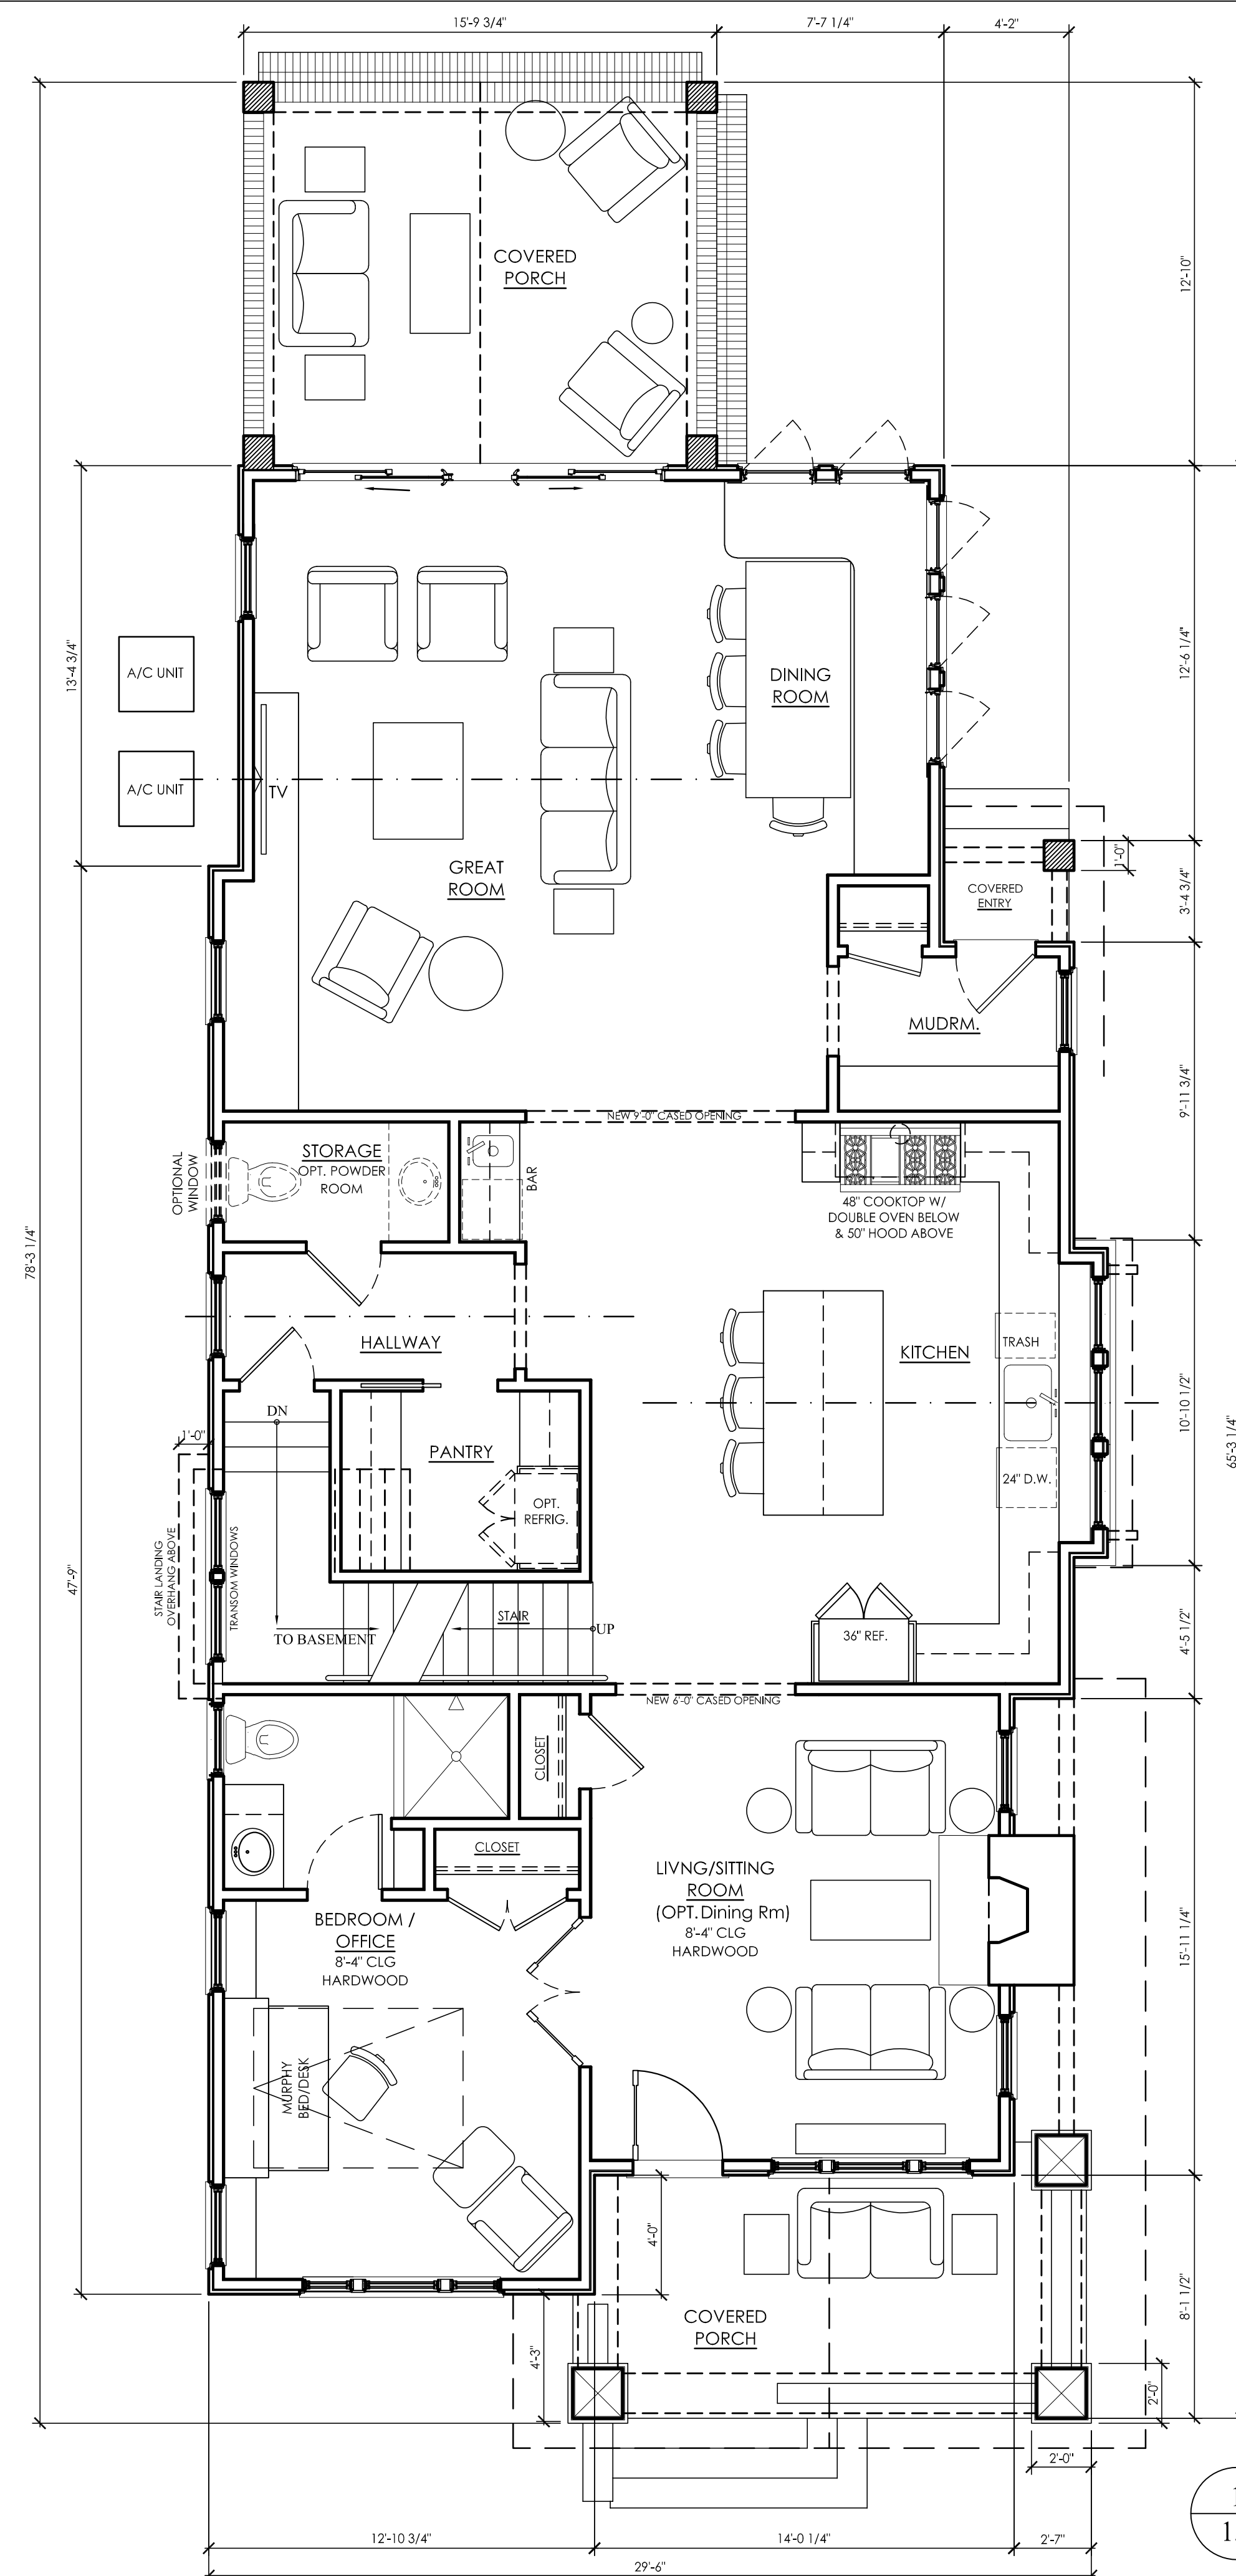 15'-9 3/4"
7'-7 1/4"
4'-2"
COVERED
PORCH
12'-10"
13'-4 3/4"
A/C UNIT
A/C UNIT
TV
DINING
ROOM
12'-6 1/4"
GREAT
ROOM
COVERED
ENTRY
1'-0"
3'-4 3/4"
MUDRM.
9'-11 3/4"
NEW 9'-0" CASED OPENING
OPTIONAL
WINDOW
STORAGE
OPT. POWDER
ROOM
BAR
48" COOKTOP W/
DOUBLE OVEN BELOW
& 50" HOOD ABOVE
78'-3 1/4"
HALLWAY
KITCHEN
TRASH
10'-10 1/2"
65'-3 1/4"
DN
1'-0"
PANTRY
24" D.W.
OPT.
REFRIG.
STAIR LANDING
OVERHANG ABOVE
TRANSOM WINDOWS
47'-9"
STAIR
UP
TO BASEMENT
36" REF.
4'-5 1/2"
NEW 6'-0" CASED OPENING
CLOSET
CLOSET
LIVNG/SITTING
ROOM
(OPT.Dining Rm)
8'-4" CLG
HARDWOOD
BEDROOM /
OFFICE
8'-4" CLG
HARDWOOD
15'-11 1/4"
MURPHY
BED/DESK
4'-0"
COVERED
PORCH
8'-1 1/2"
4'-3"
2'-0"
2'-0"
12'-10 3/4"
14'-0 1/4"
2'-7"
29'-6"